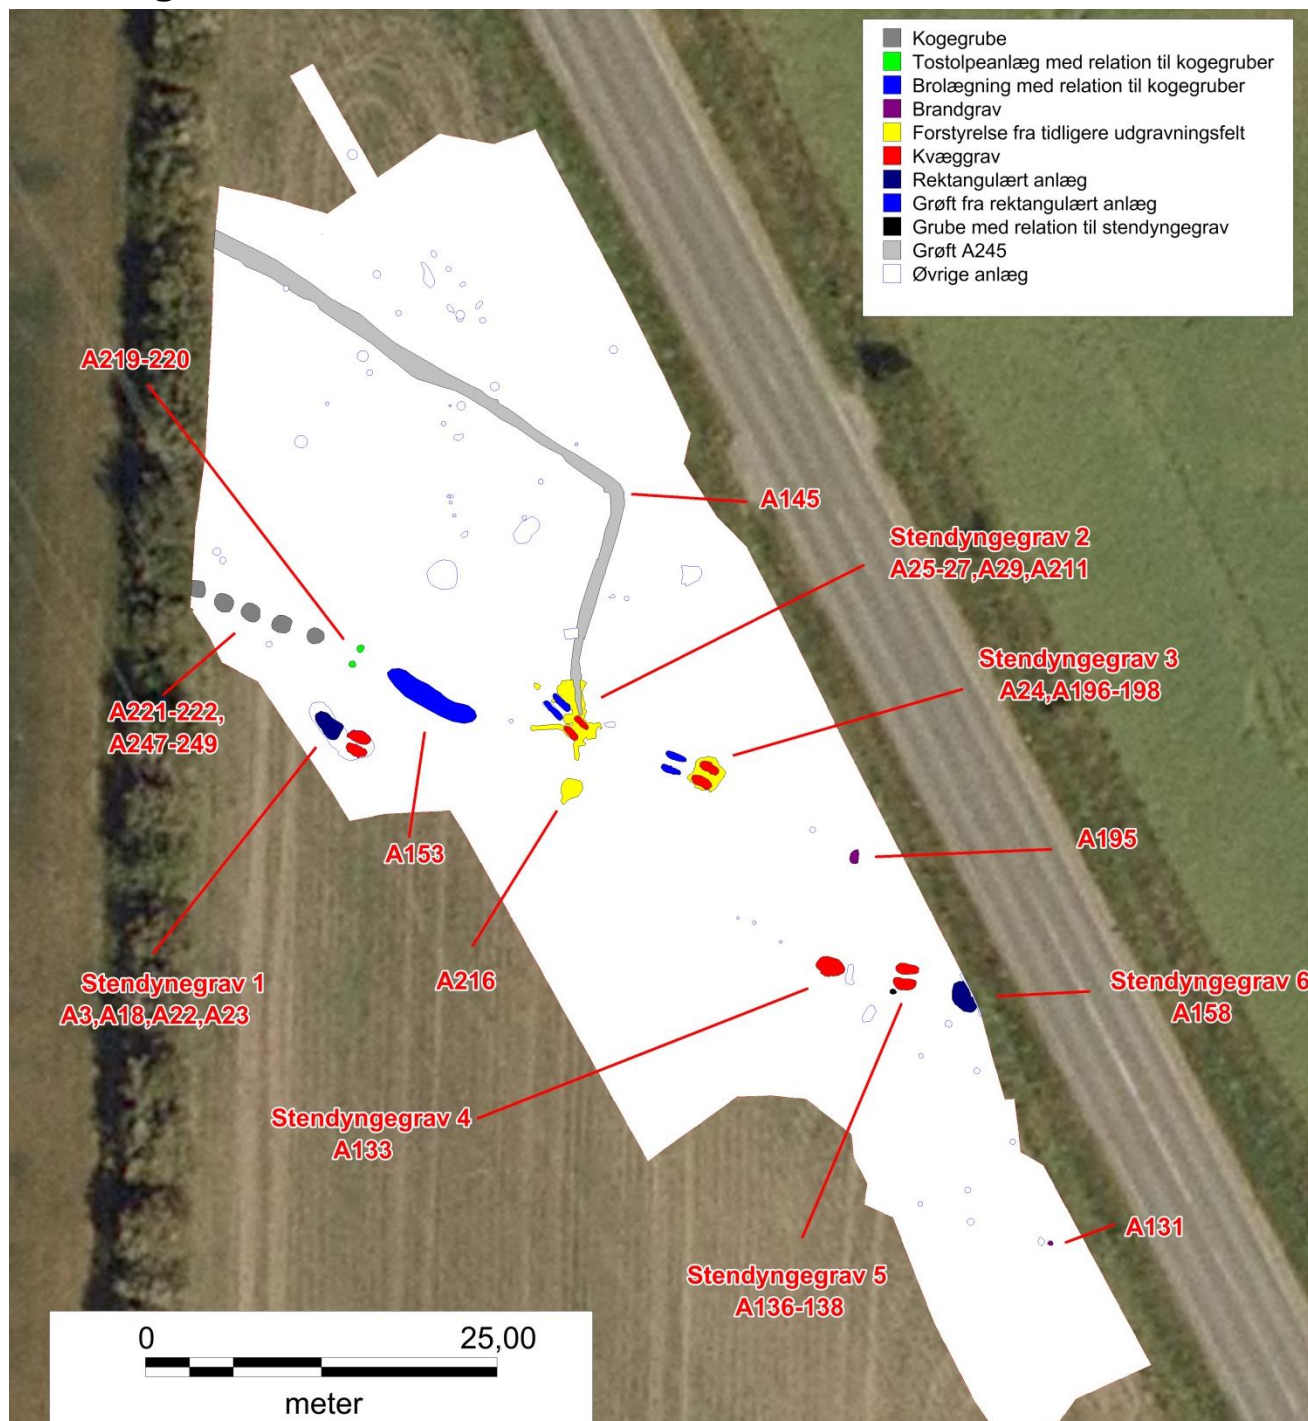 Kogegrube
Tostolpeanlæg med relation til kogegruber
Brolægning med relation til kogegruber
Brandgrav
Forstyrelse fra tidligere udgravningsfelt
Kvæggrav
Rektangulært anlæg
Grøft fra rektangulært anlæg
Grube med relation til stendyngegrav
Grøft A245
Øvrige anlæg
A219-220
A145
Stendyngegrav 2
A25-27,A29,A211
Stendyngegrav 3
A24,A196-198
A221-222,
A247-249
A153
A195
Stendynegrav 1
A3,A18,A22,A23
A216
Stendyngegrav 6
A158
Stendyngegrav 4
A133
A131
Stendyngegrav 5
A136-138
0 25,00
meter